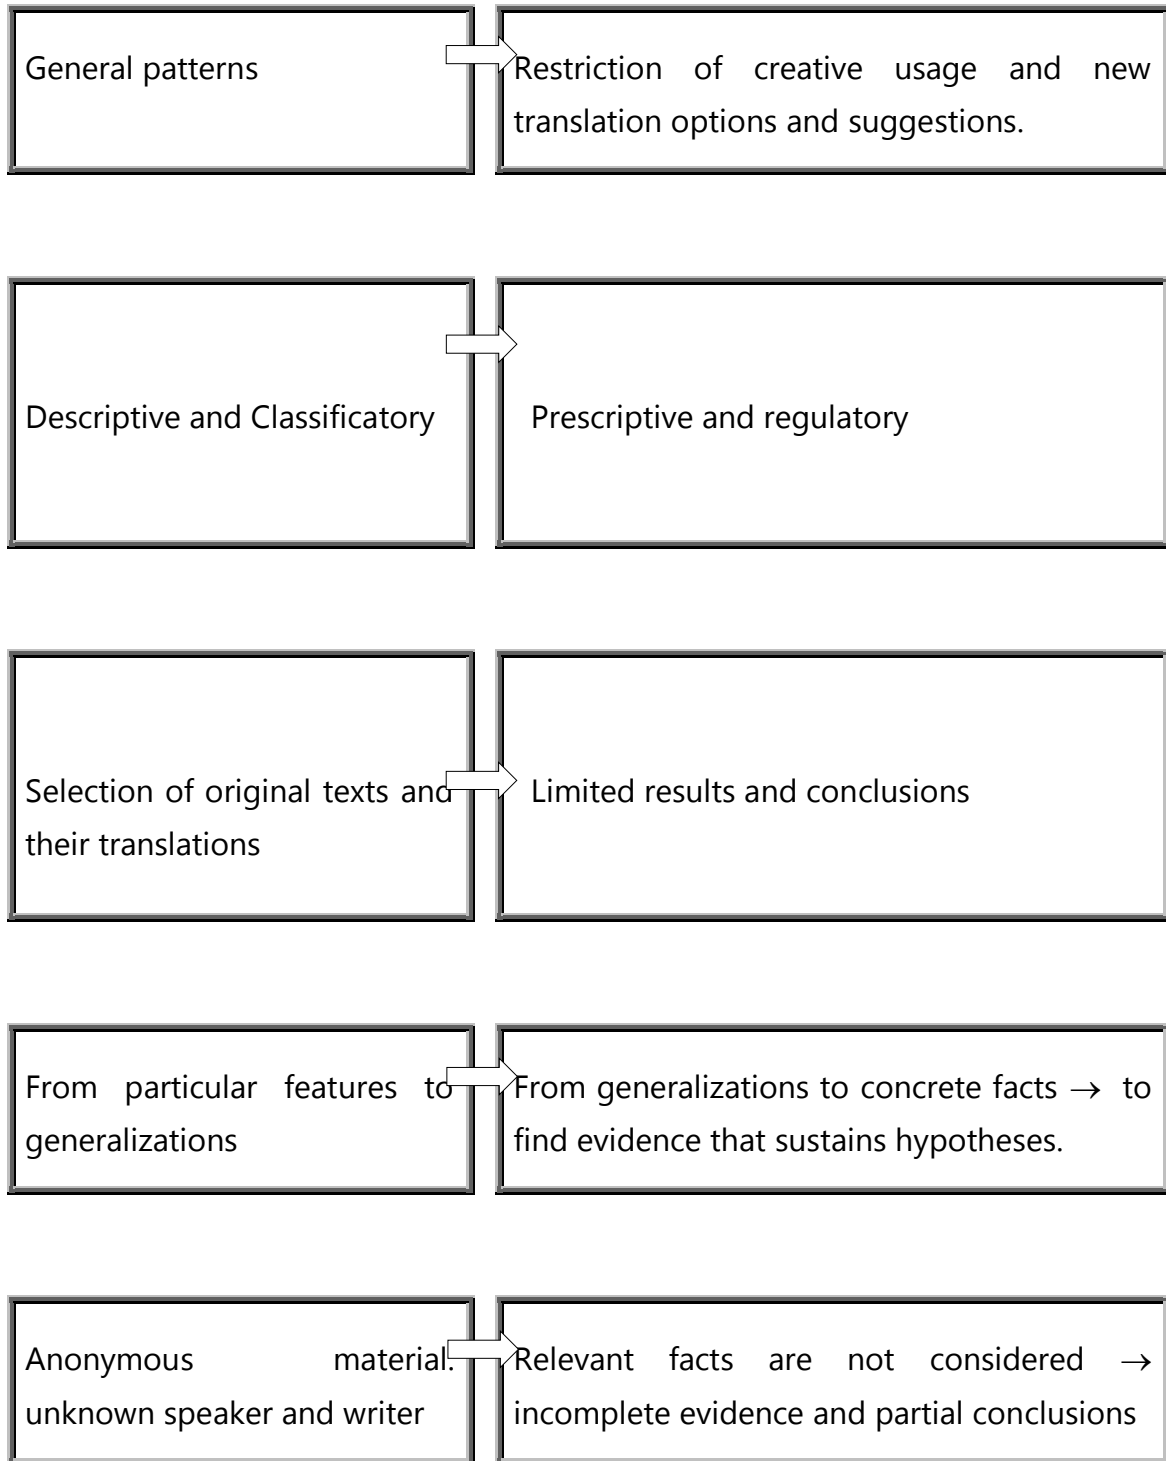 General patterns
Restriction of creative usage and new
translation options and suggestions.
Descriptive and Classificatory
Prescriptive and regulatory
Selection of original texts and
their translations
Limited results and conclusions
From particular features to
generalizations
From generalizations to concrete facts → to
find evidence that sustains hypotheses.
Anonymous material.
unknown speaker and writer
Relevant facts are not considered →
incomplete evidence and partial conclusions